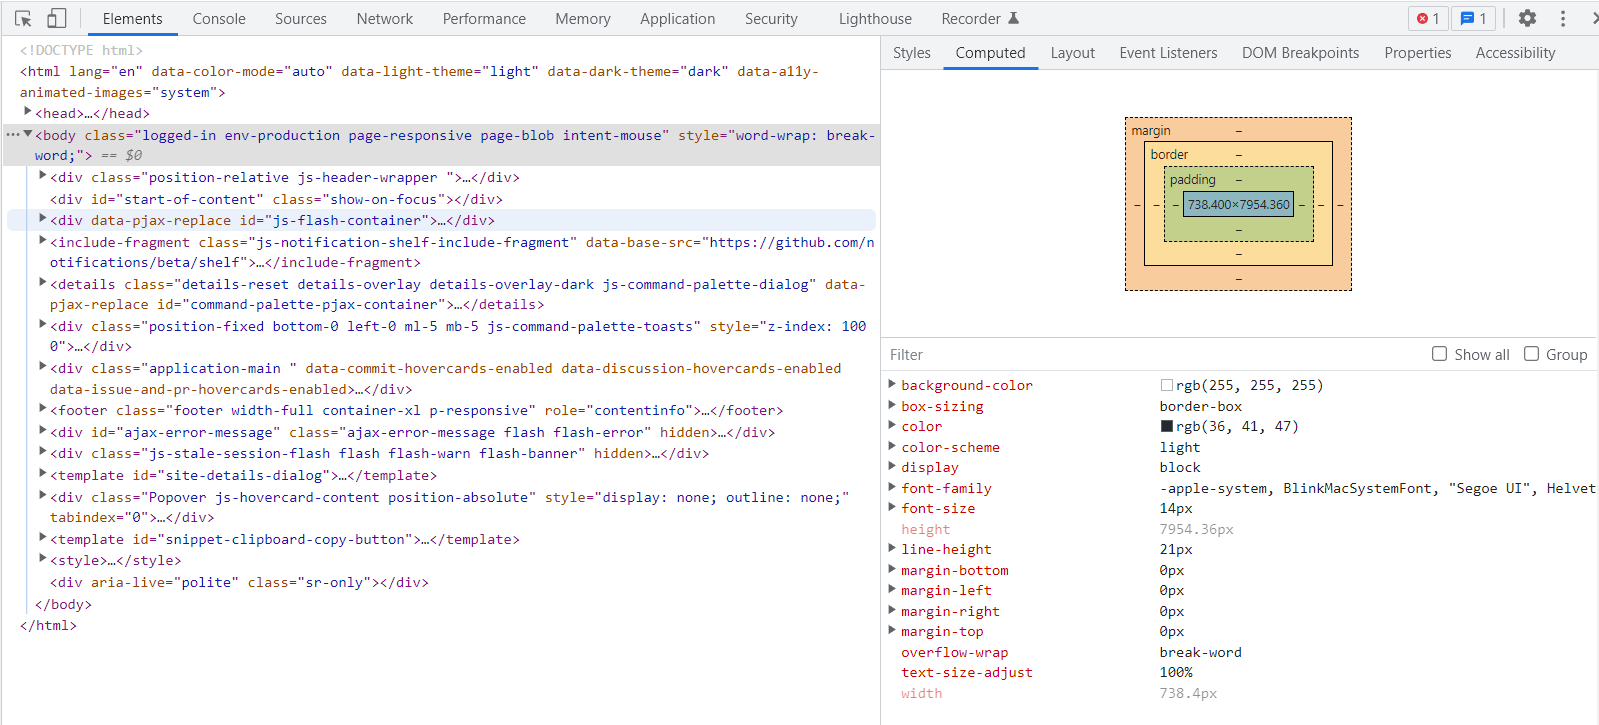 Elements Console Sources Network Performance Memory Application Security Lighthouse Recorder 1 1
<!DOCTYPE html>
<html lang="en" data-color-mode="auto" data-light-theme="light" data-dark-theme="dark" data-a11y-
animated-images="system">
<head>…</head>
<body class="logged-in env-production page-responsive page-blob intent-mouse" style="word-wrap: break-
word;"> == $0
<div class="position-relative js-header-wrapper ">…</div>
<div id="start-of-content" class="show-on-focus"></div>
<div data-pjax-replace id="js-flash-container">…</div>
<include-fragment class="js-notification-shelf-include-fragment" data-base-src="https://github.com/n
otifications/beta/shelf">…</include-fragment>
<details class="details-reset details-overlay details-overlay-dark js-command-palette-dialog" data-
pjax-replace id="command-palette-pjax-container">…</details>
<div class="position-fixed bottom-0 left-0 ml-5 mb-5 js-command-palette-toasts" style="z-index: 100
0">…</div>
<div class="application-main " data-commit-hovercards-enabled data-discussion-hovercards-enabled
data-issue-and-pr-hovercards-enabled>…</div>
<footer class="footer width-full container-xl p-responsive" role="contentinfo">…</footer>
<div id="ajax-error-message" class="ajax-error-message flash flash-error" hidden>…</div>
<div class="js-stale-session-flash flash flash-warn flash-banner" hidden>…</div>
<template id="site-details-dialog">…</template>
<div class="Popover js-hovercard-content position-absolute" style="display: none; outline: none;"
tabindex="0">…</div>
<template id="snippet-clipboard-copy-button">…</template>
<style>…</style>
<div aria-live="polite" class="sr-only"></div>
</body>
</html>
Styles Computed Layout Event Listeners DOM Breakpoints Properties Accessibility
margin –
border –
padding –
– – – 738.400×7954.360 – – –
–
–
–
Filter Show all Group
background-color rgb(255, 255, 255)
box-sizing border-box
color rgb(36, 41, 47)
color-scheme light
display block
font-family -apple-system, BlinkMacSystemFont, "Segoe UI", Helvet
font-size 14px
height 7954.36px
line-height 21px
margin-bottom 0px
margin-left 0px
margin-right 0px
margin-top 0px
overflow-wrap break-word
text-size-adjust 100%
width 738.4px